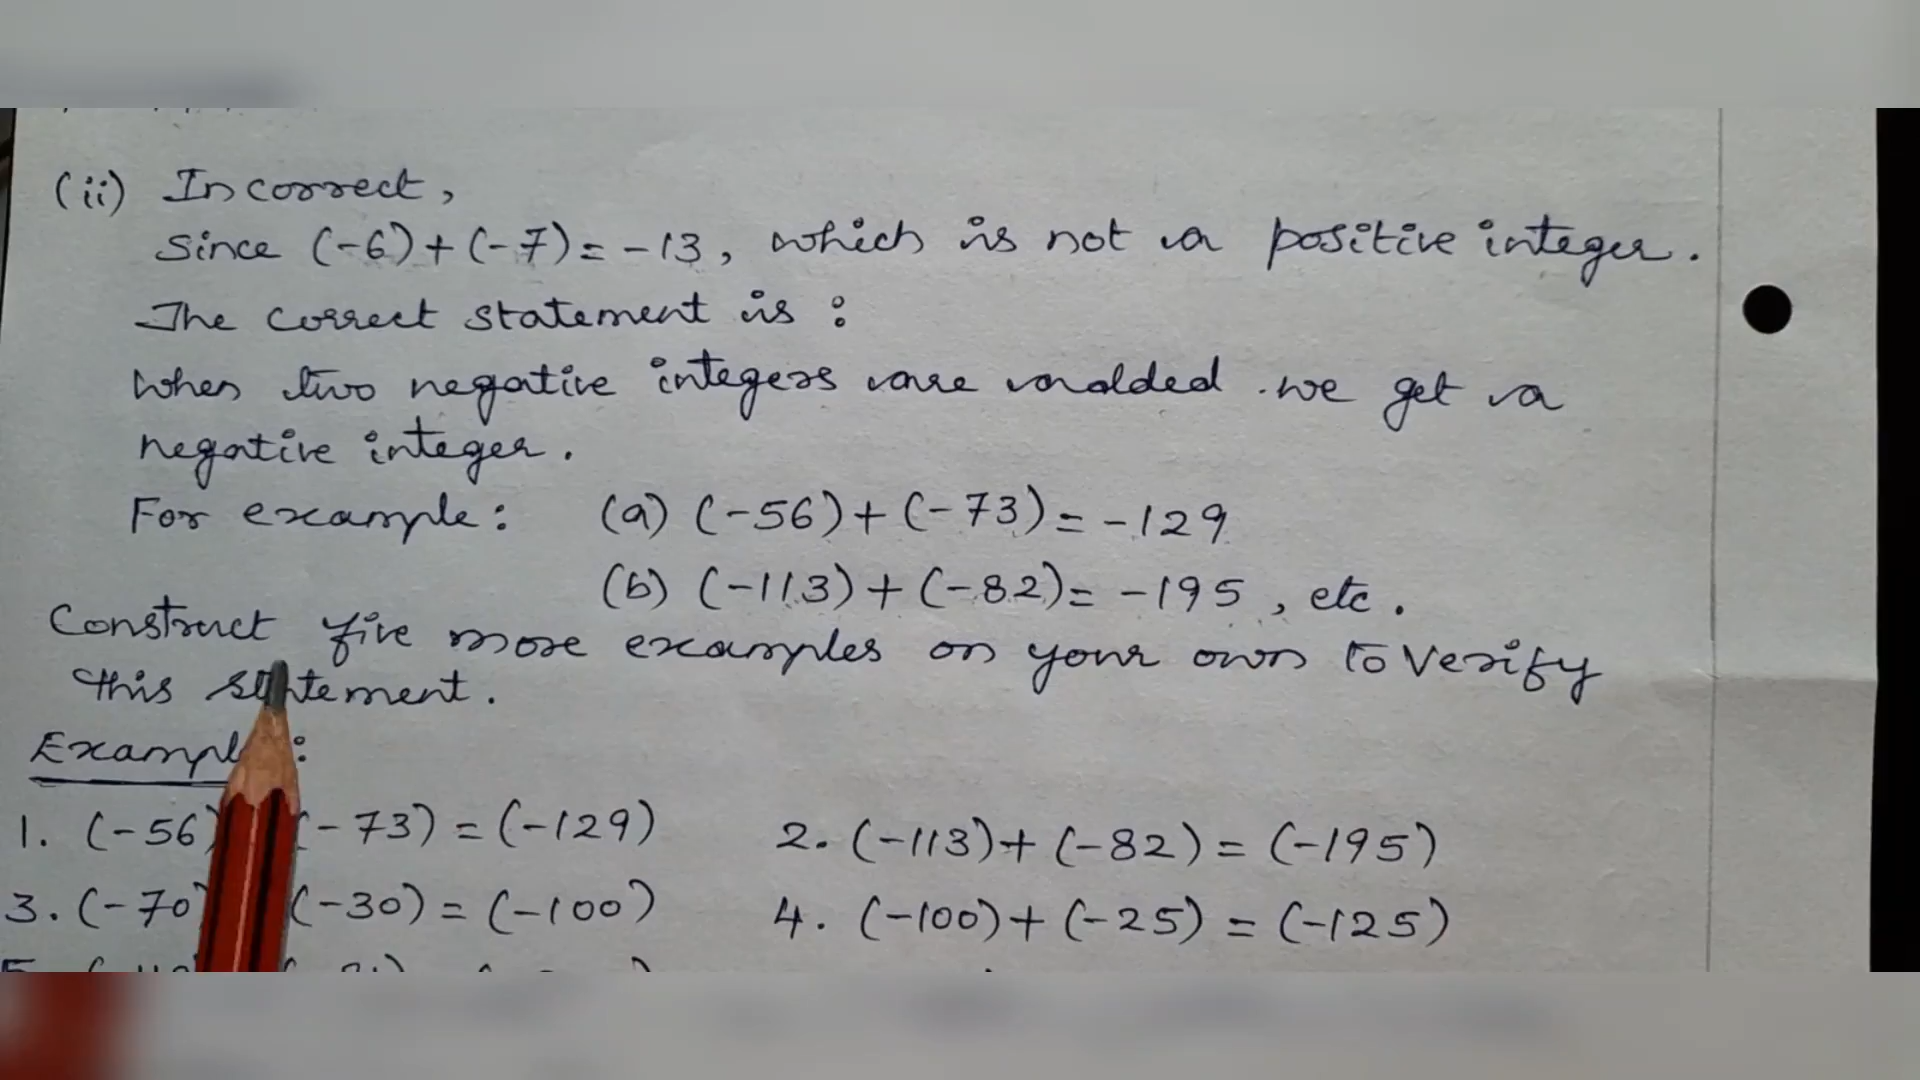 (ii) Incorrect,
Since (-6)+(-7)= -13, which is not a positive integer.
The correct statement is :
When two negative integers are added we get a
negative integer.
For example: (a) (-56)+(-73)= -129
(b) (-113)+(-82)= -195, etc.
Construct five more examples on your own to verify
this statement.
Example:
1. (-56) (-73) = (-129) 2. (-113)+(-82) = (-195)
3. (-70) (-30) = (-100) 4. (-100)+(-25) = (-125)